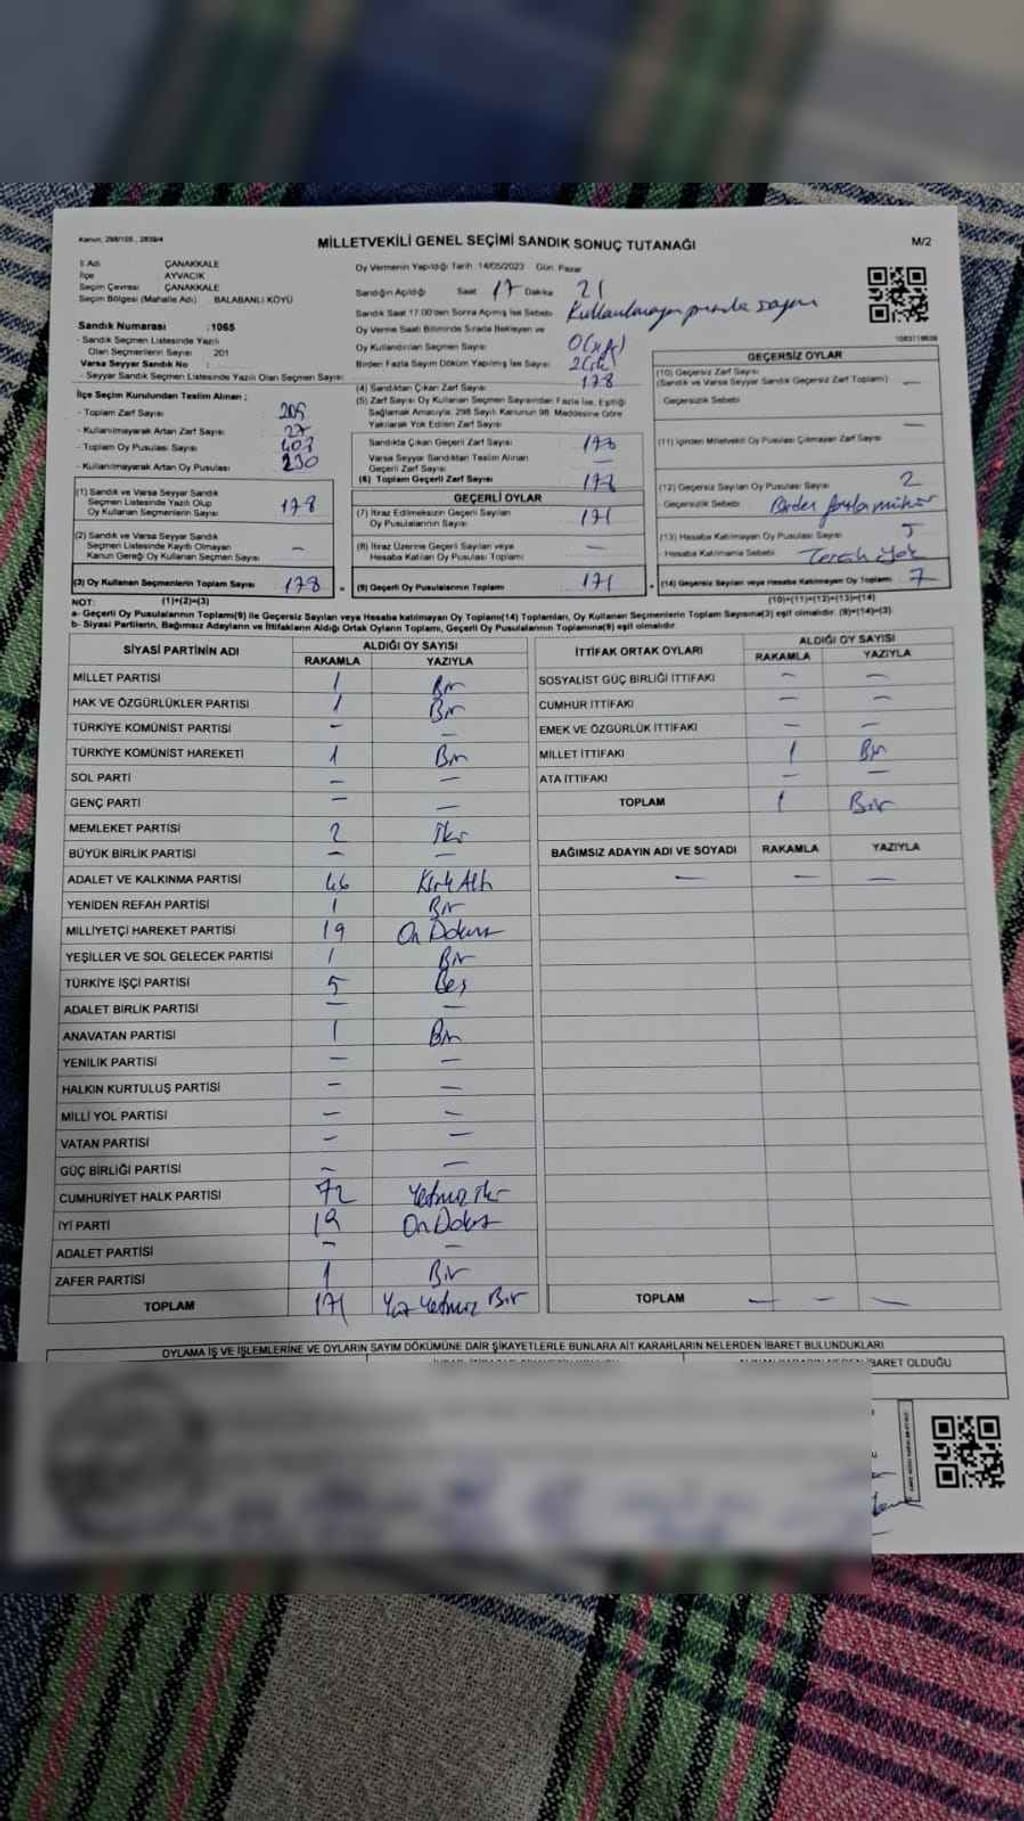 Kanun: 298/105, 2839/4
MİLLETVEKİLİ GENEL SEÇİMİ SANDIK SONUÇ TUTANAĞI
M/2
İl Adı ÇANAKKALE
İlçe AYVACIK
Seçim Çevresi ÇANAKKALE
Seçim Bölgesi (Mahalle Adı) BALABANLI KÖYÜ
Sandık Numarası : 1065
- Sandık Seçmen Listesinde Yazılı
Olan Seçmenlerin Sayısı 201
Varsa Seyyar Sandık No :
- Seyyar Sandık Seçmen Listesinde Yazılı Olan Seçmen Sayısı
Oy Vermenin Yapıldığı Tarih: 14/05/2023 Gün: Pazar
Sandığın Açıldığı Saat 17 Dakika 21
Sandık Saat 17:00'den Sonra Açılmış İse Sebebi Kullanılmayan pusula sayımı
Oy Verme Saati Bitiminde Sırada Bekleyen ve
Oy Kullandırılan Seçmen Sayısı 0
Birden Fazla Sayım Döküm Yapılmış İse Sayısı 2
(4) Sandıktan Çıkan Zarf Sayısı 178
(5) Zarf Sayısı Oy Kullanan Seçmen Sayısından Fazla İse, Eşitliği
Sağlamak Amacıyla, 298 Sayılı Kanunun 98. Maddesine Göre
Yakılarak Yok Edilen Zarf Sayısı
İlçe Seçim Kurulundan Teslim Alınan ;
- Toplam Zarf Sayısı 205
- Kullanılmayarak Artan Zarf Sayısı 27
- Toplam Oy Pusulası
- Kullanılmayarak Artan Oy Pusulası 230
Sandıkta Çıkan Geçerli Zarf Sayısı 178
Varsa Seyyar Sandıktan Teslim Alınan
Geçerli Zarf Sayısı —
(6) Toplam Geçerli Zarf Sayısı 178
(1) Sandık ve Varsa Seyyar Sandık
Seçmen Listesinde Yazılı Olup
Oy Kullanan Seçmenlerin Sayısı 178
(2) Sandık ve Varsa Seyyar Sandık
Seçmen Listesinde Kayıtlı Olmayan
Kanun Gereği Oy Kullanan Seçmen Sayısı -
(3) Oy Kullanan Seçmenlerin Toplam Sayısı 178
(1)+(2)=(3)
GEÇERLİ OYLAR
(7) İtiraz Edilmeksizin Geçerli Sayılan
Oy Pusulalarının Sayısı 171
(8) İtiraz Üzerine Geçerli Sayılan veya
Hesaba Katılan Oy Pusulası Toplamı —
(9) Geçerli Oy Pusulalarının Toplamı 171
GEÇERSİZ OYLAR
(10) Geçersiz Zarf Sayısı
(Sandık ve Varsa Seyyar Sandık Geçersiz Zarf Toplamı) —
Geçersizlik Sebebi
(11) İçinden Milletvekili Oy Pusulası Çıkmayan Zarf Sayısı —
(12) Geçersiz Sayılan Oy Pusulası Sayısı 2
Geçersizlik Sebebi Birden fazla mühür
(13) Hesaba Katılmayan Oy Pusulası Sayısı 5
Hesaba Katılmama Sebebi Tercih Yok
(14) Geçersiz Sayılan veya Hesaba Katılmayan Oy Toplamı 7
(10)+(11)+(12)+(13)=(14)
NOT:
a- Geçerli Oy Pusulalarının Toplamı(9) ile Geçersiz Sayılan veya Hesaba katılmayan Oy Toplamı(14) Toplamları, Oy Kullanan Seçmenlerin Toplam Sayısına(3) eşit olmalıdır. (9)+(14)=(3)
b- Siyasi Partilerin, Bağımsız Adayların ve İttifakların Aldığı Ortak Oyların Toplamı, Geçerli Oy Pusulalarının Toplamına(9) eşit olmalıdır.
SİYASİ PARTİNİN ADI ALDIĞI OY SAYISI
RAKAMLA YAZIYLA
MİLLET PARTİSİ 1 Bir
HAK VE ÖZGÜRLÜKLER PARTİSİ 1 Bir
TÜRKİYE KOMÜNİST PARTİSİ - -
TÜRKİYE KOMÜNİST HAREKETİ 1 Bir
SOL PARTİ - -
GENÇ PARTİ - -
MEMLEKET PARTİSİ 2 İki
BÜYÜK BİRLİK PARTİSİ - -
ADALET VE KALKINMA PARTİSİ 46 Kırk Altı
YENİDEN REFAH PARTİSİ 1 Bir
MİLLİYETÇİ HAREKET PARTİSİ 19 On Dokuz
YEŞİLLER VE SOL GELECEK PARTİSİ 1 Bir
TÜRKİYE İŞÇİ PARTİSİ 5 Beş
ADALET BİRLİK PARTİSİ - -
ANAVATAN PARTİSİ 1 Bir
YENİLİK PARTİSİ - -
HALKIN KURTULUŞ PARTİSİ - -
MİLLİ YOL PARTİSİ - -
VATAN PARTİSİ - -
GÜÇ BİRLİĞİ PARTİSİ - -
CUMHURİYET HALK PARTİSİ 72 Yetmiş iki
İYİ PARTİ 19 On Dokuz
ADALET PARTİSİ - -
ZAFER PARTİSİ 1 Bir
TOPLAM 171 Yüz Yetmiş Bir
İTTİFAK ORTAK OYLARI ALDIĞI OY SAYISI
RAKAMLA YAZIYLA
SOSYALİST GÜÇ BİRLİĞİ İTTİFAKI - -
CUMHUR İTTİFAKI - -
EMEK VE ÖZGÜRLÜK İTTİFAKI - -
MİLLET İTTİFAKI 1 Bir
ATA İTTİFAKI - -
TOPLAM 1 Bir
BAĞIMSIZ ADAYIN ADI VE SOYADI RAKAMLA YAZIYLA
— — —
TOPLAM — - —
OYLAMA İŞ VE İŞLEMLERİNE VE OYLARIN SAYIM DÖKÜMÜNE DAİR ŞİKAYETLERLE BUNLARA AİT KARARLARIN NELERDEN İBARET BULUNDUKLARI
İBARET OLDUĞU